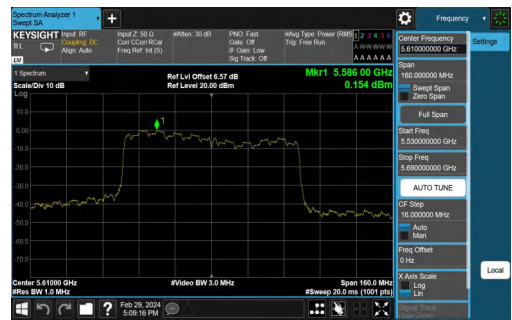 Spectrum Analyzer 1
Swept SA
Frequency
KEYSIGHT
Input: RF
Input Z: 50 Ω
#Atten: 30 dB
PNO: Fast
#Avg Type: Power (RMS
1 2 3 4 5 6
RL
Coupling: DC
Corr CCorr RCal
Gate: Off
Trig: Free Run
A W W W W W
Align: Auto
Freq Ref: Int (S)
IF Gain: Low
Sig Track: Off
A A A A A A
LV
1 Spectrum
Ref Lvl Offset 6.57 dB
Mkr1 5.586 00 GHz
Scale/Div 10 dB
Ref Level 20.00 dBm
0.154 dBm
Log
1
10.0
0.00
-10.0
-20.0
-30.0
-40.0
-50.0
-60.0
-70.0
Center 5.61000 GHz
#Video BW 3.0 MHz
Span 160.0 MHz
#Res BW 1.0 MHz
#Sweep 20.0 ms (1001 pts)
Feb 29, 2024
5:09:16 PM
?
Center Frequency
5.610000000 GHz
Settings
Span
160.000000 MHz
Swept Span
Zero Span
Full Span
Start Freq
5.530000000 GHz
Stop Freq
5.690000000 GHz
AUTO TUNE
CF Step
16.000000 MHz
Auto
Man
Freq Offset
0 Hz
X Axis Scale
Log
Lin
Local
Signal Track